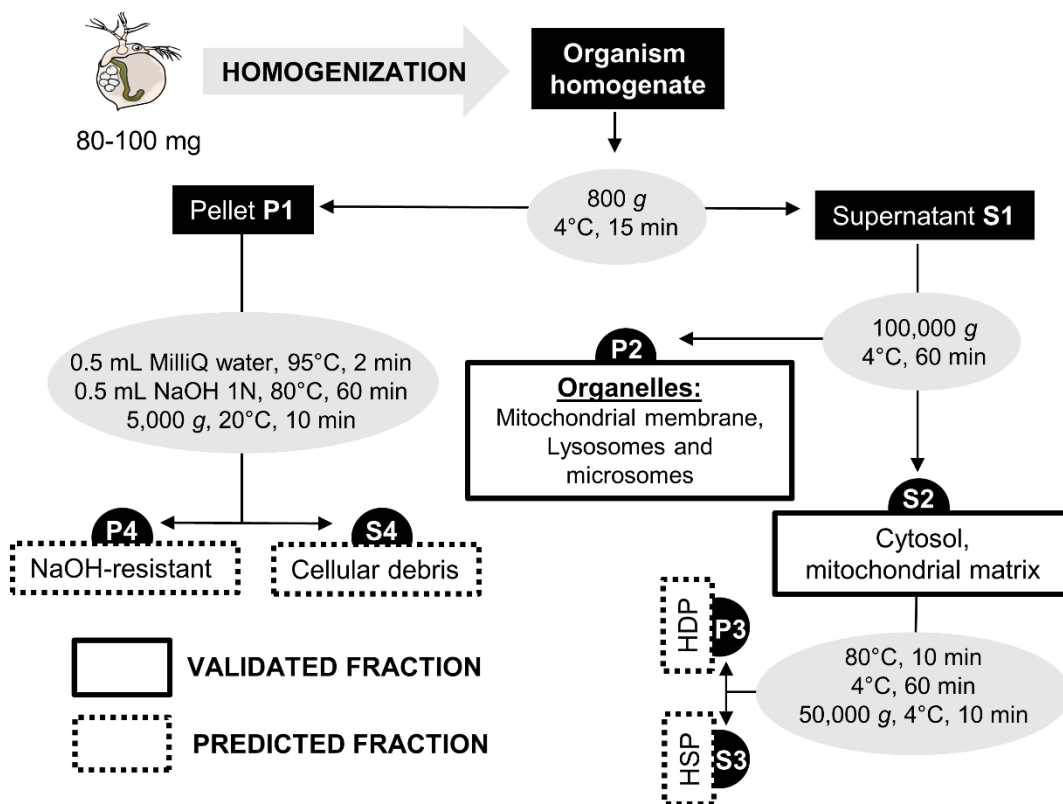 HOMOGENIZATION
80-100 mg
Organism
homogenate
800 g
4°C, 15 min
Pellet P1
Supernatant S1
0.5 mL MilliQ water, 95°C, 2 min
0.5 mL NaOH 1N, 80°C, 60 min
5,000 g, 20°C, 10 min
100,000 g
4°C, 60 min
P2
Organelles:
Mitochondrial membrane,
Lysosomes and
microsomes
S2
Cytosol,
mitochondrial matrix
P4
NaOH-resistant
S4
Cellular debris
HDP
P3
80°C, 10 min
4°C, 60 min
50,000 g, 4°C, 10 min
HSP
S3
VALIDATED FRACTION
PREDICTED FRACTION